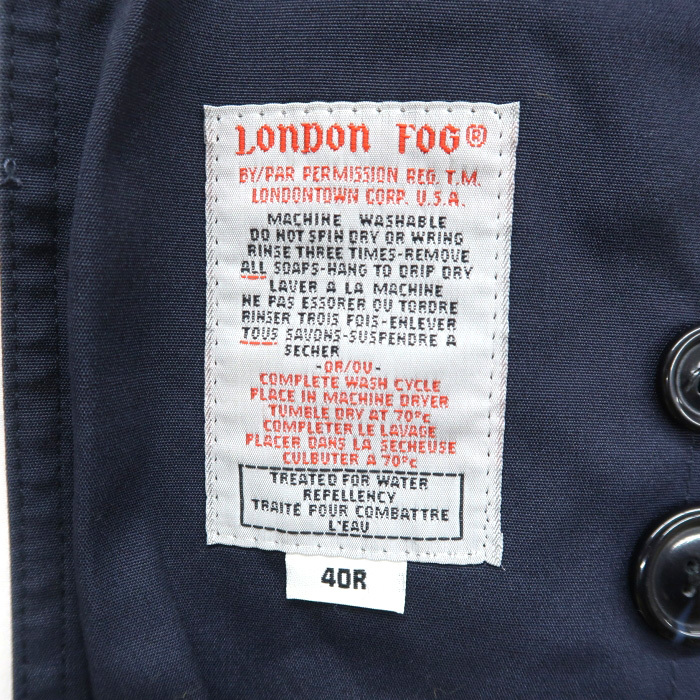 LONDON FOG®
BY/PAR PERMISSION REG. T.M.
LONDONTOWN CORP. U.S.A.
MACHINE WASHABLE
DO NOT SPIN DRY OR WRING
RINSE THREE TIMES-REMOVE
ALL SOAPS-HANG TO DRIP DRY
LAVER A LA MACHINE
NE PAS ESSORER OU TORDRE
RINSER TROIS FOIS-ENLEVER
TOUS SAVONS-SUSPENDRE A
SECHER
-OR/OU-
COMPLETE WASH CYCLE
PLACE IN MACHINE DRYER
TUMBLE DRY AT 70°c
COMPLETER LE LAVAGE
PLACER DANS LA SECHEUSE
CULBUTER A 70°c
TREATED FOR WATER
REPELLENCY
TRAITÉ POUR COMBATTRE
L'EAU
40R